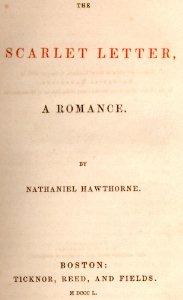 THE
SCARLET LETTER,
A ROMANCE.
BY
NATHANIEL HAWTHORNE.
BOSTON:
TICKNOR, REED, AND FIELDS.
M DCCC L.